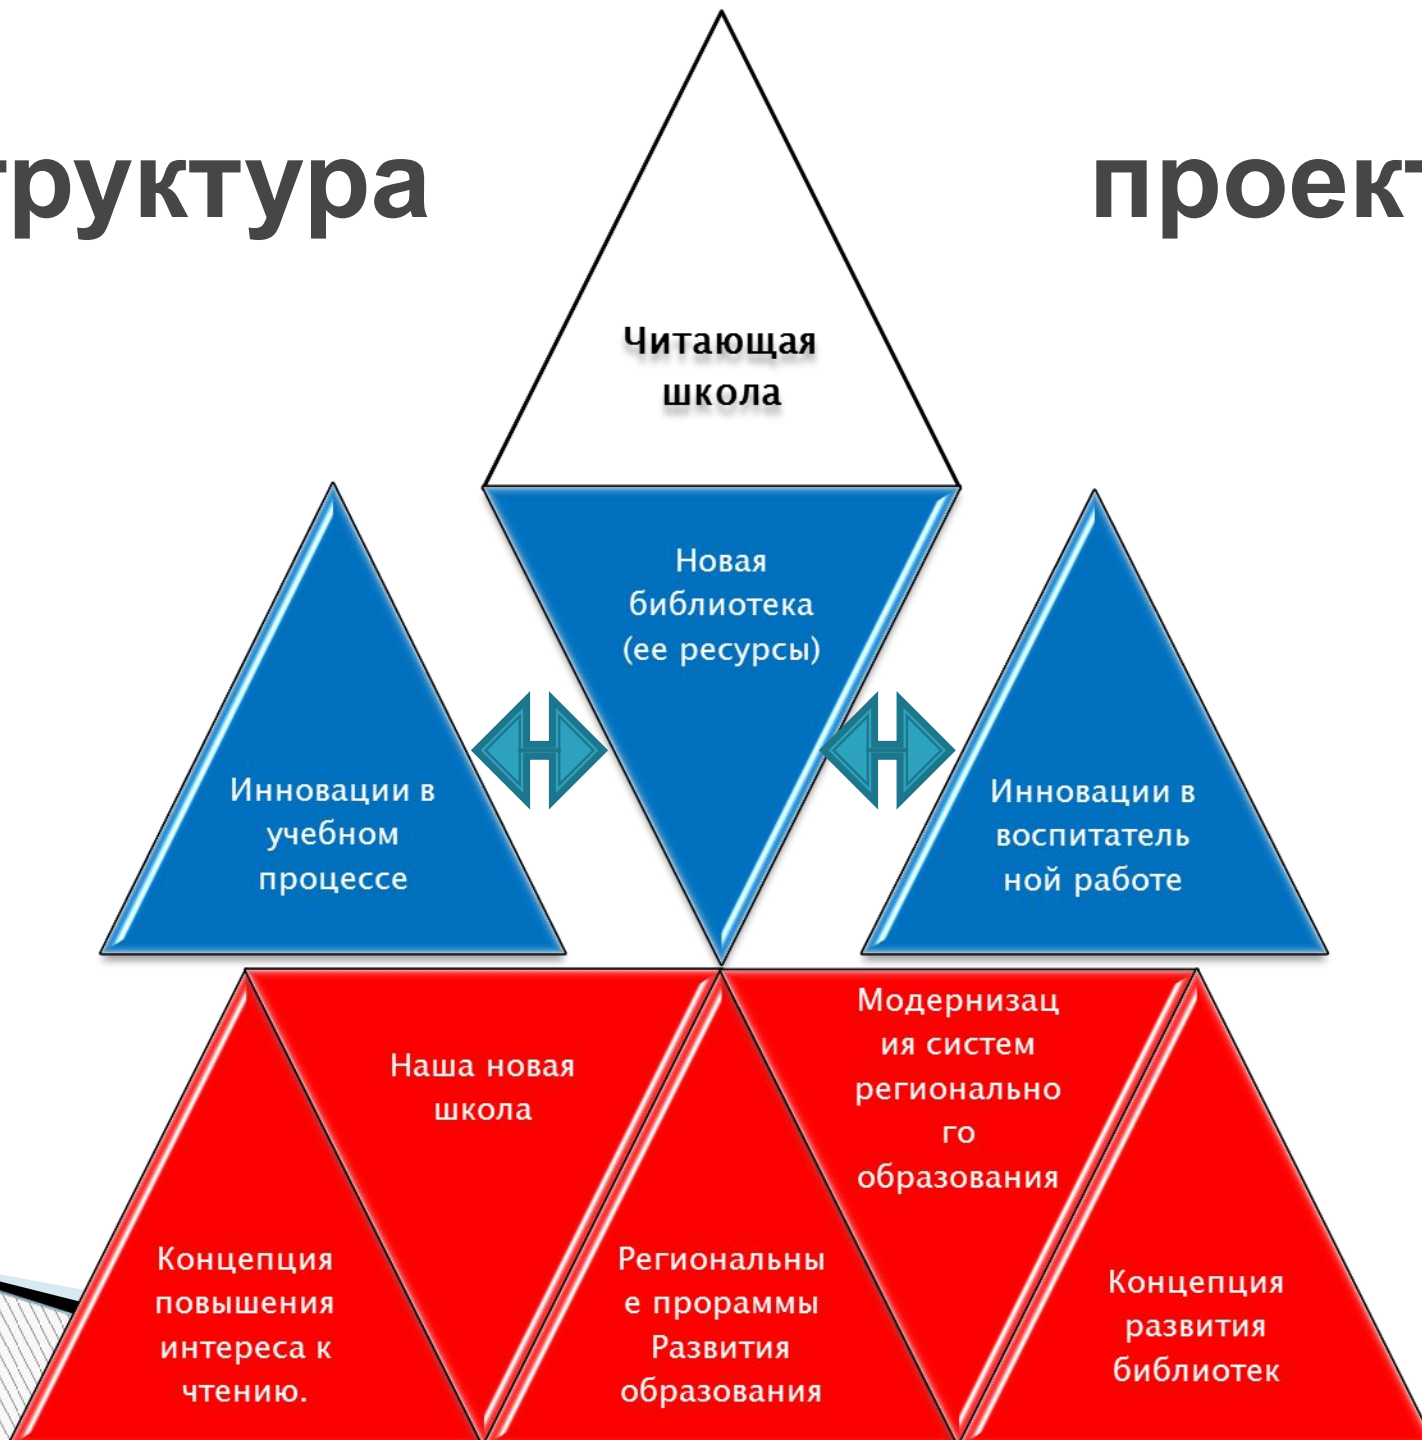 труктура проект
Читающая
школа
Новая
библиотека
(ее ресурсы)
Инновации в
учебном
процессе
Инновации в
воспитатель
ной работе
Наша новая
школа
Модернизац
ия систем
регионально
го
образования
Концепция
повышения
интереса к
чтению.
Региональны
е прораммы
Развития
образования
Концепция
развития
библиотек